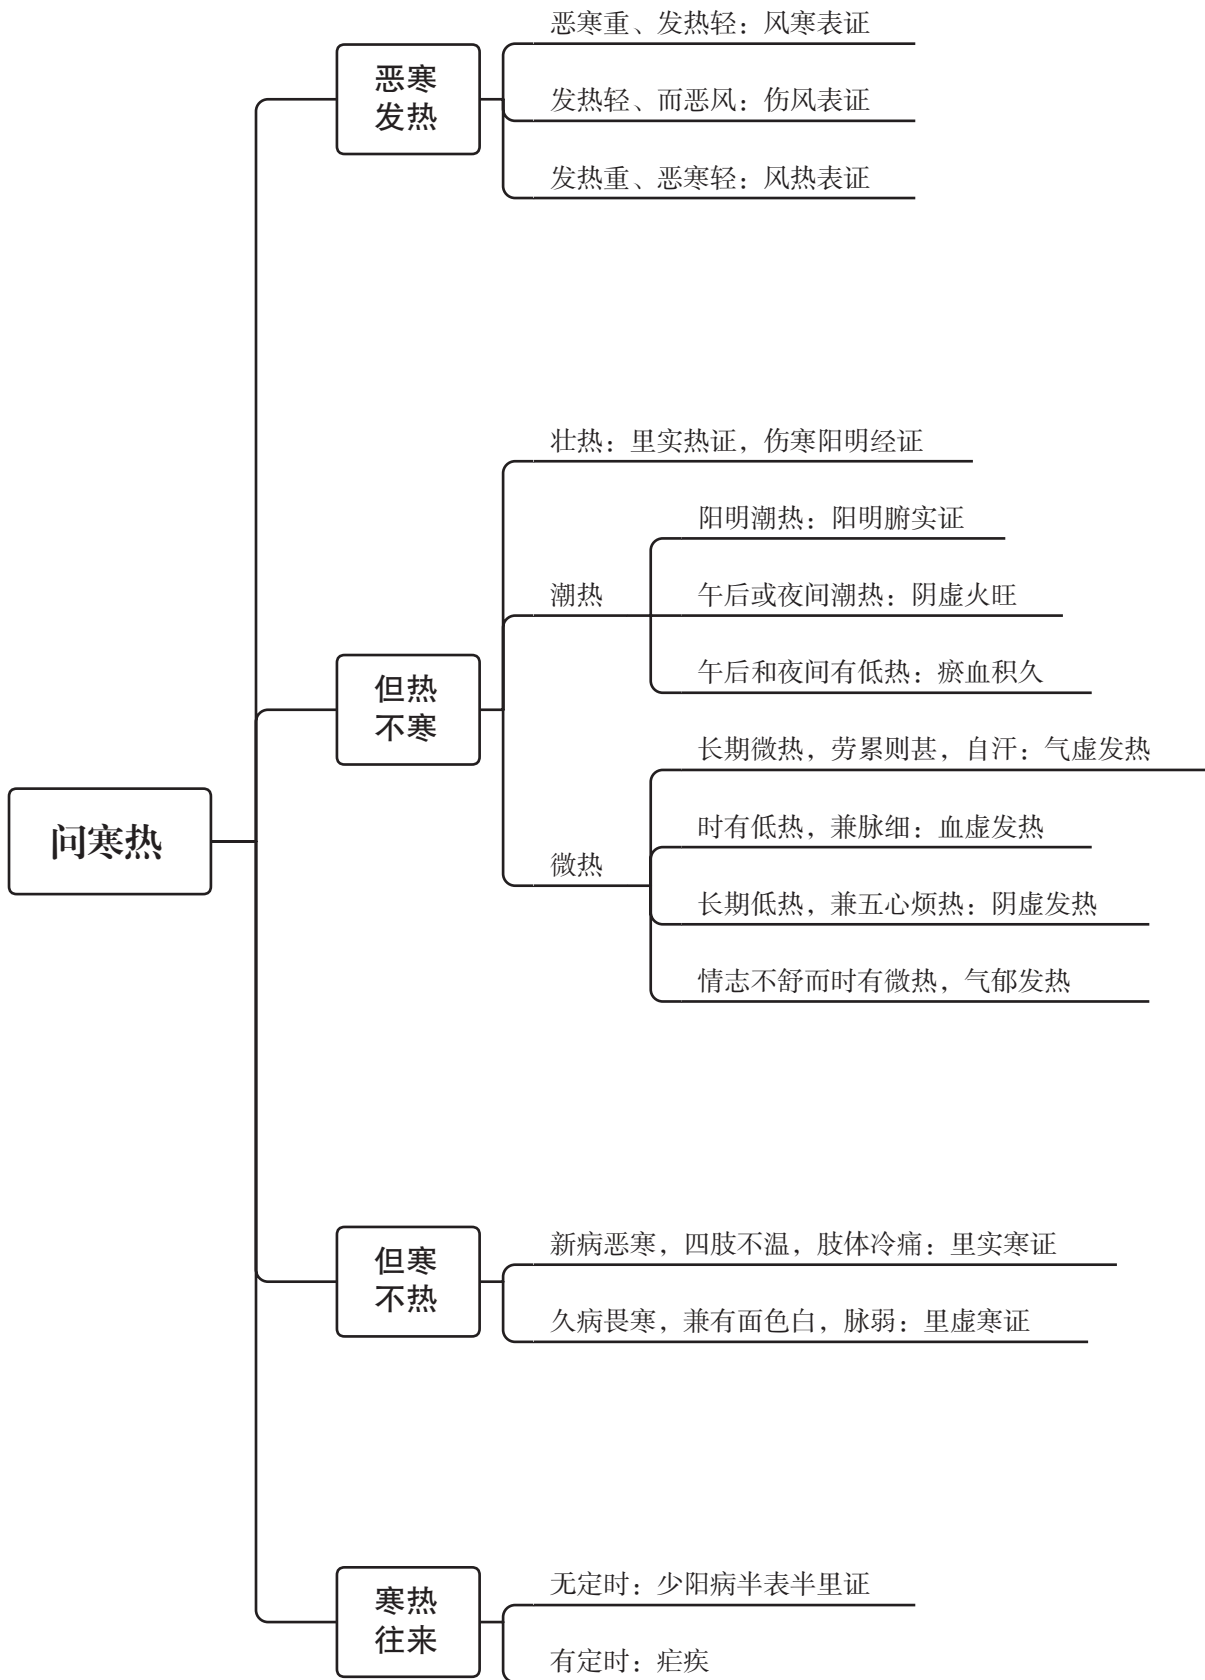 问寒热
恶寒
发热
恶寒重、发热轻：风寒表证
发热轻、而恶风：伤风表证
发热重、恶寒轻：风热表证
但热
不寒
壮热：里实热证，伤寒阳明经证
潮热
阳明潮热：阳明腑实证
午后或夜间潮热：阴虚火旺
午后和夜间有低热：瘀血积久
微热
长期微热，劳累则甚，自汗：气虚发热
时有低热，兼脉细：血虚发热
长期低热，兼五心烦热：阴虚发热
情志不舒而时有微热，气郁发热
但寒
不热
新病恶寒，四肢不温，肢体冷痛：里实寒证
久病畏寒，兼有面色白，脉弱：里虚寒证
寒热
往来
无定时：少阳病半表半里证
有定时：疟疾